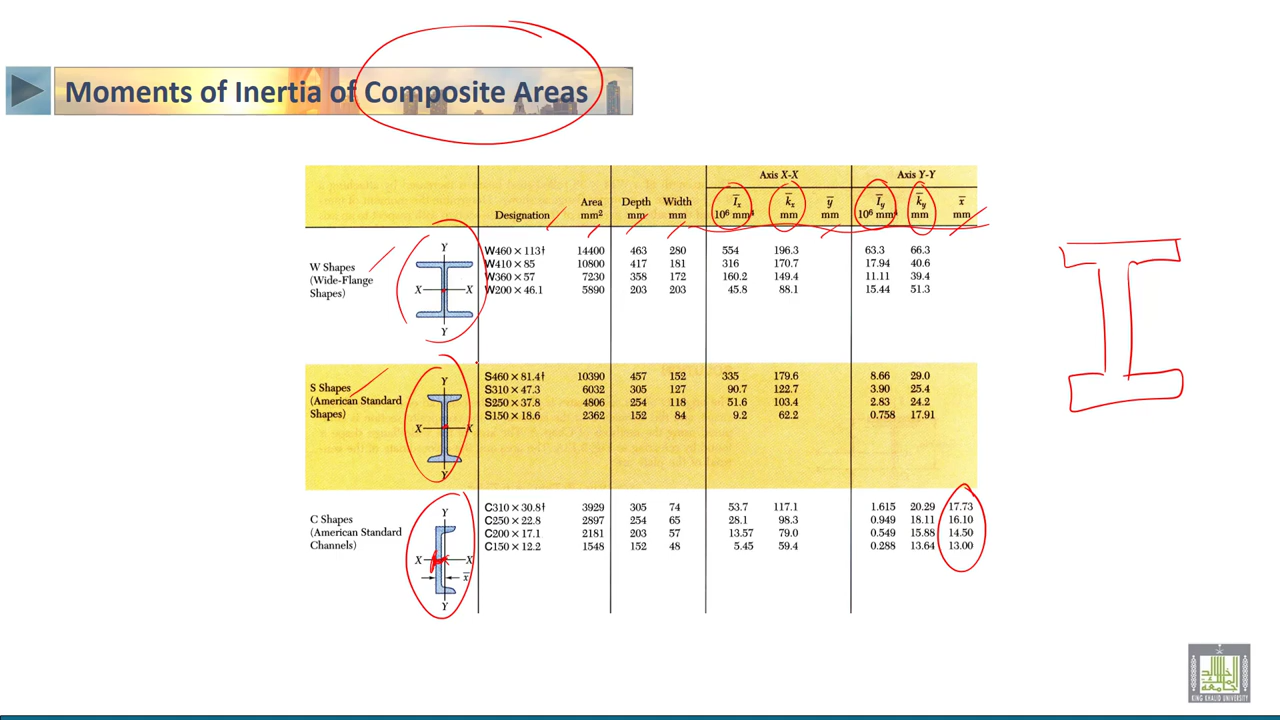 Moments of Inertia of Composite Areas
Axis X-X Axis Y-Y
Designation Area mm² Depth mm Width mm I̅x 10⁶ mm⁴ k̅x mm y̅ mm I̅y 10⁶ mm⁴ k̅y mm x̅ mm
W Shapes
(Wide-Flange
Shapes)
Y
X X
Y
W460 × 113† 14400 463 280 554 196.3 63.3 66.3
W410 × 85 10800 417 181 316 170.7 17.94 40.6
W360 × 57 7230 358 172 160.2 149.4 11.11 39.4
W200 × 46.1 5890 203 203 45.8 88.1 15.44 51.3
S Shapes
(American Standard
Shapes)
Y
X X
Y
S460 × 81.4† 10390 457 152 335 179.6 8.66 29.0
S310 × 47.3 6032 305 127 90.7 122.7 3.90 25.4
S250 × 37.8 4806 254 118 51.6 103.4 2.83 24.2
S150 × 18.6 2362 152 84 9.2 62.2 0.758 17.91
C Shapes
(American Standard
Channels)
Y
X X
x̅
Y
C310 × 30.8† 3929 305 74 53.7 117.1 1.615 20.29 17.73
C250 × 22.8 2897 254 65 28.1 98.3 0.949 18.11 16.10
C200 × 17.1 2181 203 57 13.57 79.0 0.549 15.88 14.50
C150 × 12.2 1548 152 48 5.45 59.4 0.288 13.64 13.00
KING KHALID UNIVERSITY